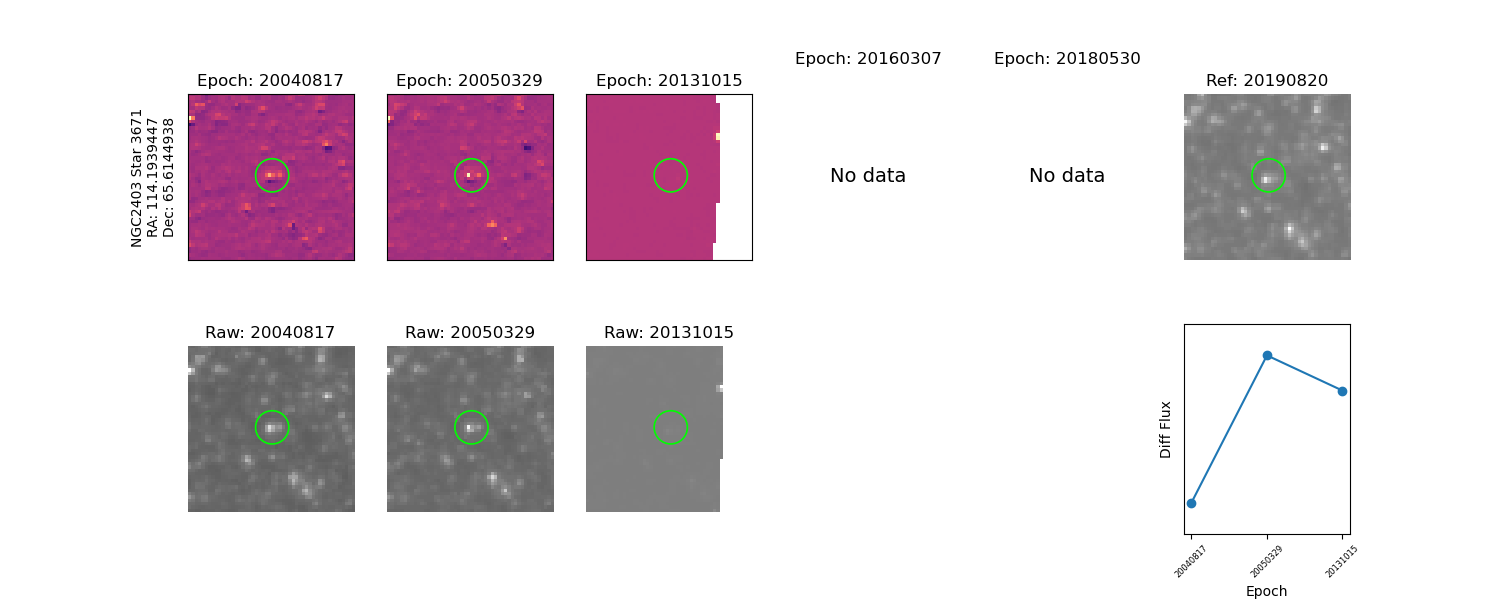 Epoch: 20040817
Epoch: 20050329
Epoch: 20131015
Epoch: 20160307
Epoch: 20180530
Ref: 20190820
NGC2403 Star 3671
RA: 114.1939447
Dec: 65.6144938
No data
No data
Raw: 20040817
Raw: 20050329
Raw: 20131015
Diff Flux
20040817
20050329
20131015
Epoch